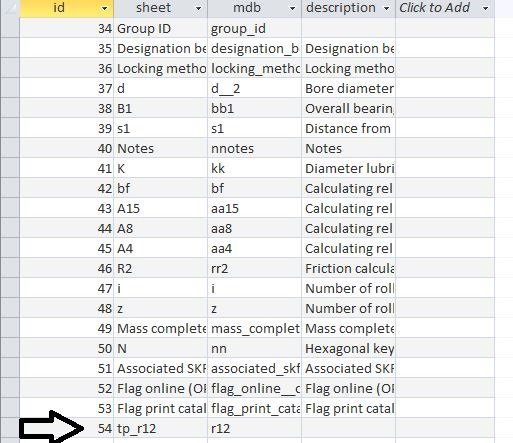 id sheet mdb description Click to Add
34 Group ID group_id
35 Designation be designation_b Designation be
36 Locking metho locking_metho Locking metho
37 d d__2 Bore diameter
38 B1 bb1 Overall bearin
39 s1 s1 Distance from
40 Notes nnotes Notes
41 K kk Diameter lubri
42 bf bf Calculating rel
43 A15 aa15 Calculating rel
44 A8 aa8 Calculating rel
45 A4 aa4 Calculating rel
46 R2 rr2 Friction calcula
47 i i Number of roll
48 z z Number of roll
49 Mass complete mass_complet Mass complete
50 N nn Hexagonal key
51 Associated SKF associated_skf Associated SKF
52 Flag online (OF flag_online__c Flag online (OF
53 Flag print catal flag_print_cata Flag print catal
54 tp_r12 r12